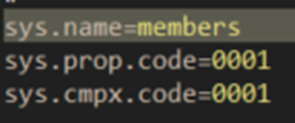 sys.name=members
sys.prop.code=0001
sys.cmpx.code=0001